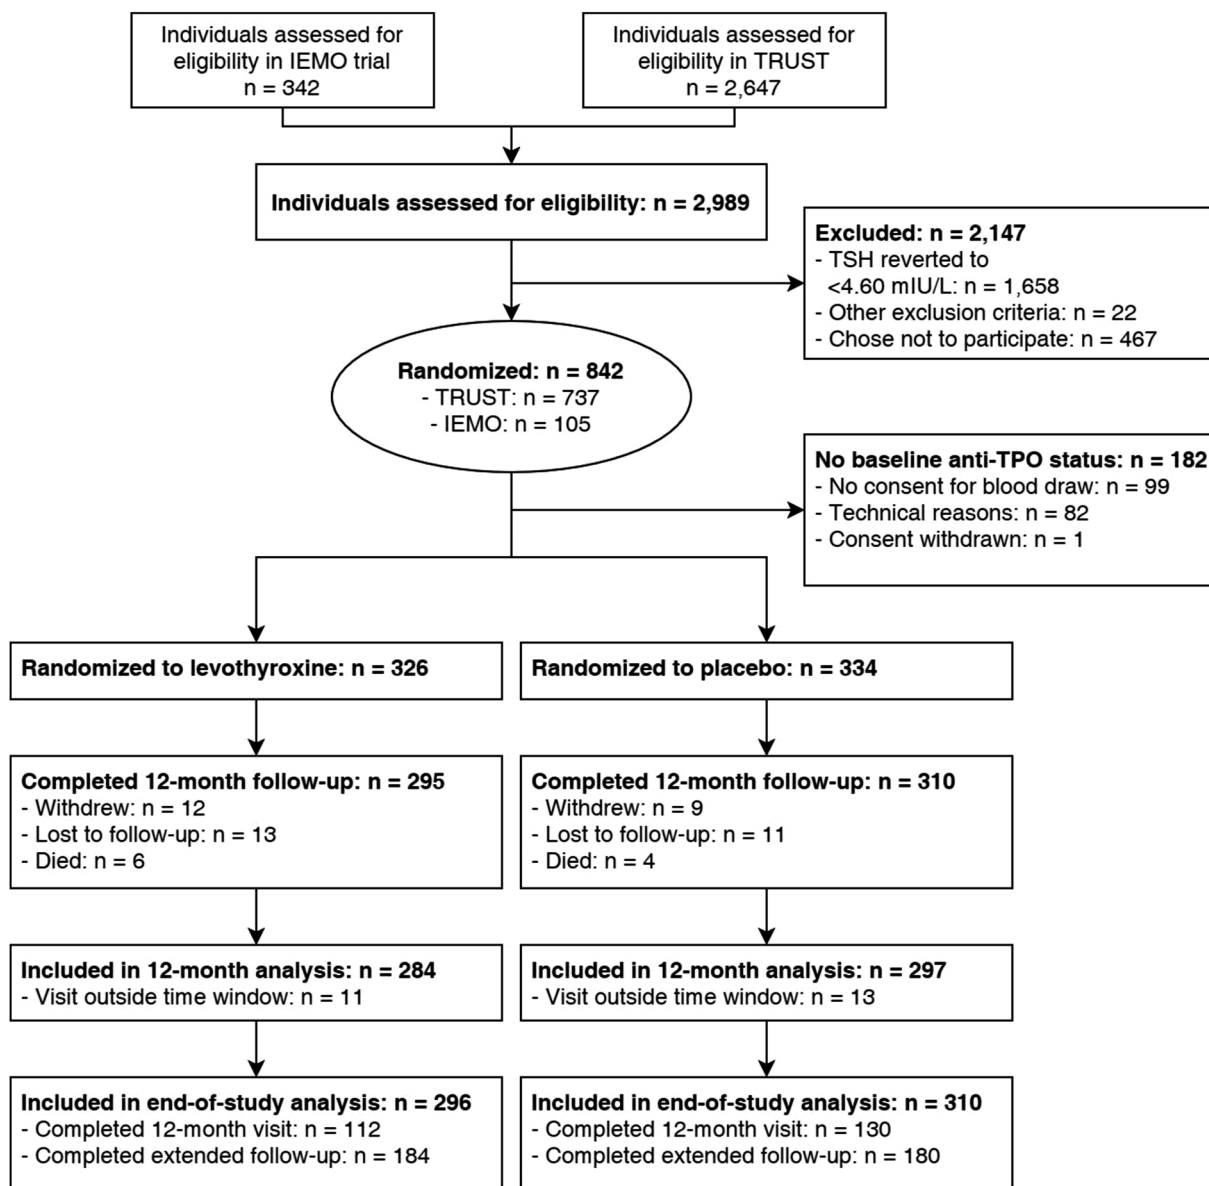 Individuals assessed for
eligibility in IEMO trial
n = 342
Individuals assessed for
eligibility in TRUST
n = 2,647
Individuals assessed for eligibility: n = 2,989
Excluded: n = 2,147
- TSH reverted to
<4.60 mIU/L: n = 1,658
- Other exclusion criteria: n = 22
- Chose not to participate: n = 467
Randomized: n = 842
- TRUST: n = 737
- IEMO: n = 105
No baseline anti-TPO status: n = 182
- No consent for blood draw: n = 99
- Technical reasons: n = 82
- Consent withdrawn: n = 1
Randomized to levothyroxine: n = 326
Randomized to placebo: n = 334
Completed 12-month follow-up: n = 295
- Withdrew: n = 12
- Lost to follow-up: n = 13
- Died: n = 6
Completed 12-month follow-up: n = 310
- Withdrew: n = 9
- Lost to follow-up: n = 11
- Died: n = 4
Included in 12-month analysis: n = 284
- Visit outside time window: n = 11
Included in 12-month analysis: n = 297
- Visit outside time window: n = 13
Included in end-of-study analysis: n = 296
- Completed 12-month visit: n = 112
- Completed extended follow-up: n = 184
Included in end-of-study analysis: n = 310
- Completed 12-month visit: n = 130
- Completed extended follow-up: n = 180